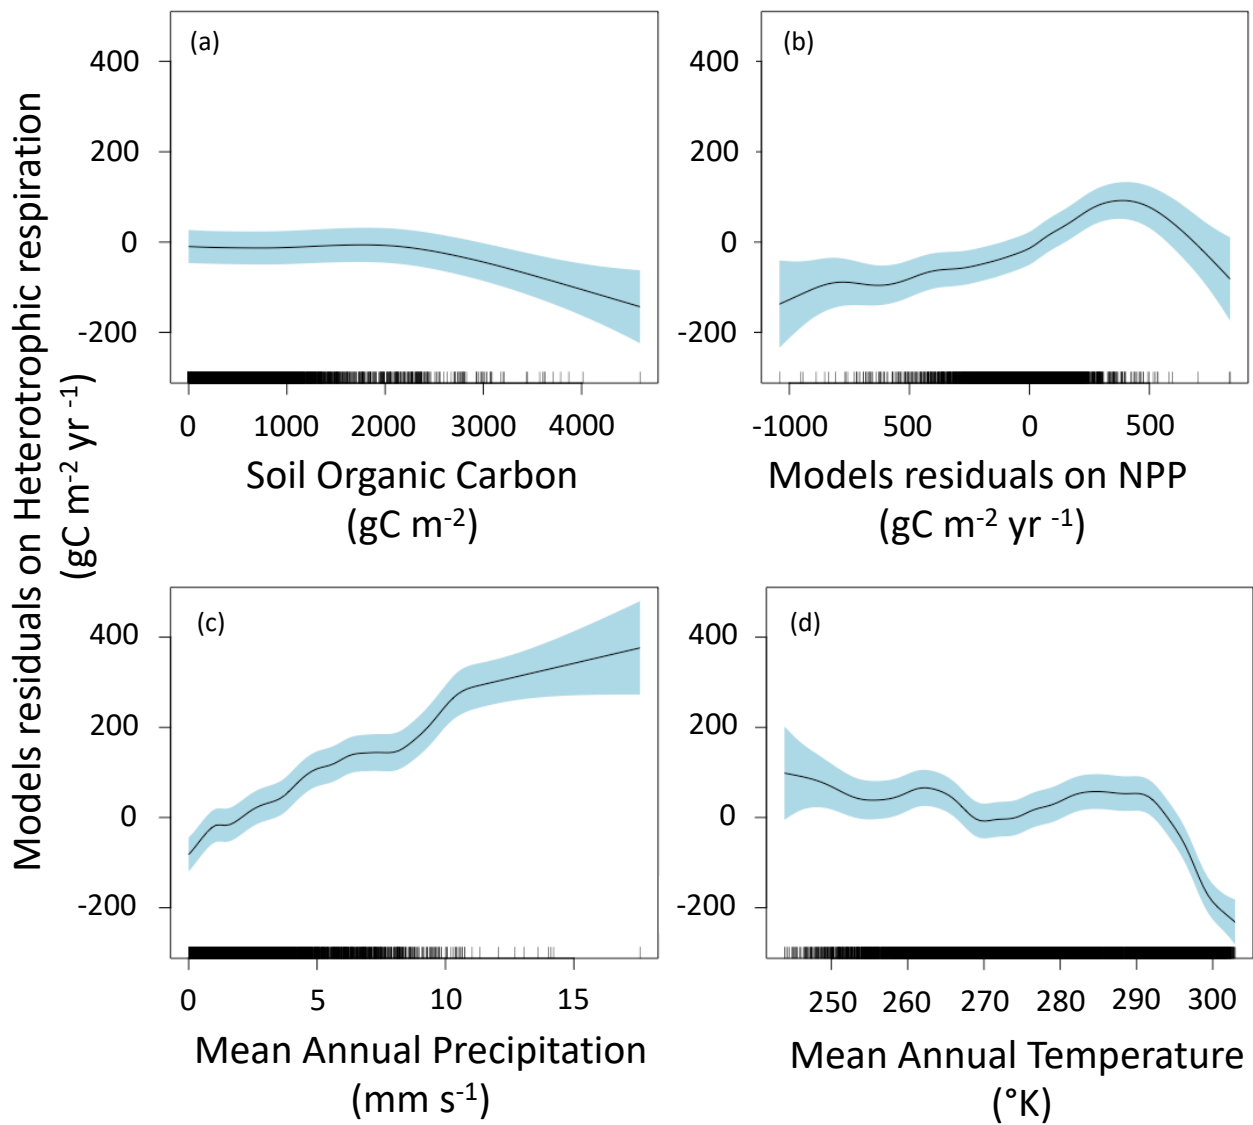 Models residuals on Heterotrophic respiration
(gC m-2 yr -1)
(a)
400
200
0
-200
0 1000 2000 3000 4000
Soil Organic Carbon
(gC m-2)
(b)
400
200
0
-200
-1000 500 0 500
Models residuals on NPP
(gC m-2 yr -1)
(c)
400
200
0
-200
0 5 10 15
Mean Annual Precipitation
(mm s-1)
(d)
400
200
0
-200
250 260 270 280 290 300
Mean Annual Temperature
(°K)